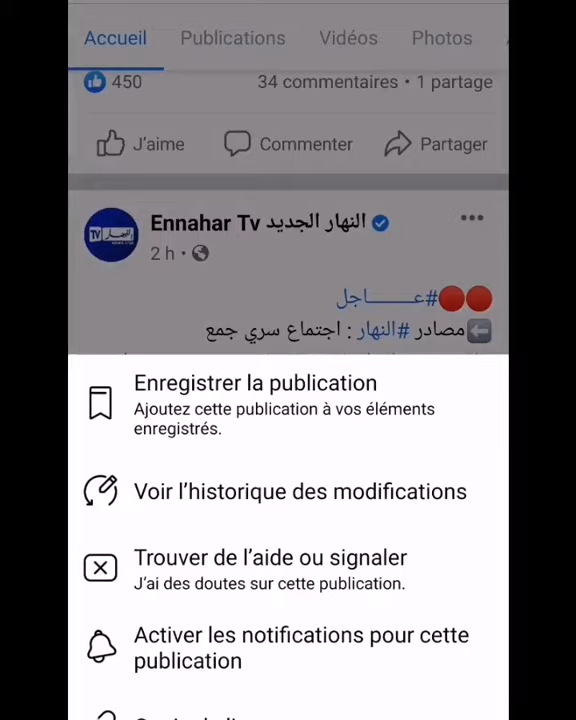 Accueil Publications Vidéos Photos
450 34 commentaires • 1 partage
J'aime Commenter Partager
Ennahar Tv النهار الجديد
2 h •
#عـــــــاجل
مصادر #النهار : اجتماع سري جمع
Enregistrer la publication
Ajoutez cette publication à vos éléments
enregistrés.
Voir l'historique des modifications
Trouver de l'aide ou signaler
J'ai des doutes sur cette publication.
Activer les notifications pour cette
publication